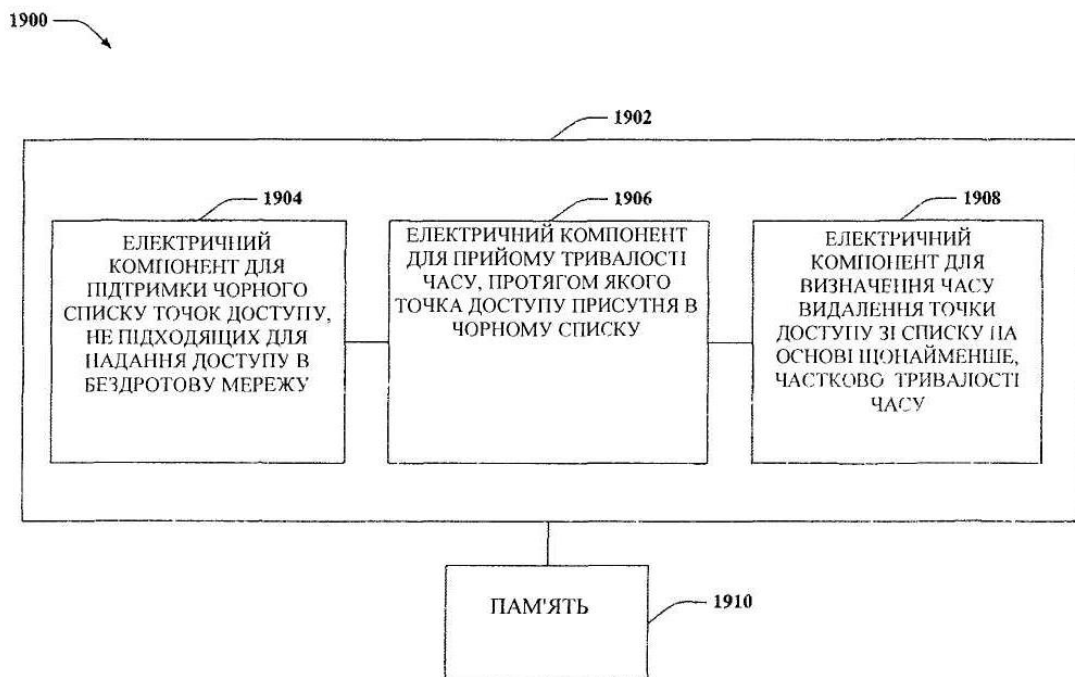 1900
1902
1904
ЕЛЕКТРИЧНИЙ
КОМПОНЕНТ ДЛЯ
ПІДТРИМКИ ЧОРНОГО
СПИСКУ ТОЧОК ДОСТУПУ,
НЕ ПІДХОДЯЩИХ ДЛЯ
НАДАННЯ ДОСТУПУ В
БЕЗДРОТОВУ МЕРЕЖУ
1906
ЕЛЕКТРИЧНИЙ КОМПОНЕНТ
ДЛЯ ПРИЙОМУ ТРИВАЛОСТІ
ЧАСУ, ПРОТЯГОМ ЯКОГО
ТОЧКА ДОСТУПУ ПРИСУТНЯ В
ЧОРНОМУ СПИСКУ
1908
ЕЛЕКТРИЧНИЙ
КОМПОНЕНТ ДЛЯ
ВИЗНАЧЕННЯ ЧАСУ
ВИДАЛЕННЯ ТОЧКИ
ДОСТУПУ ЗІ СПИСКУ НА
ОСНОВІ ЩОНАЙМЕНШЕ,
ЧАСТКОВО ТРИВАЛОСТІ
ЧАСУ
ПАМ'ЯТЬ
1910